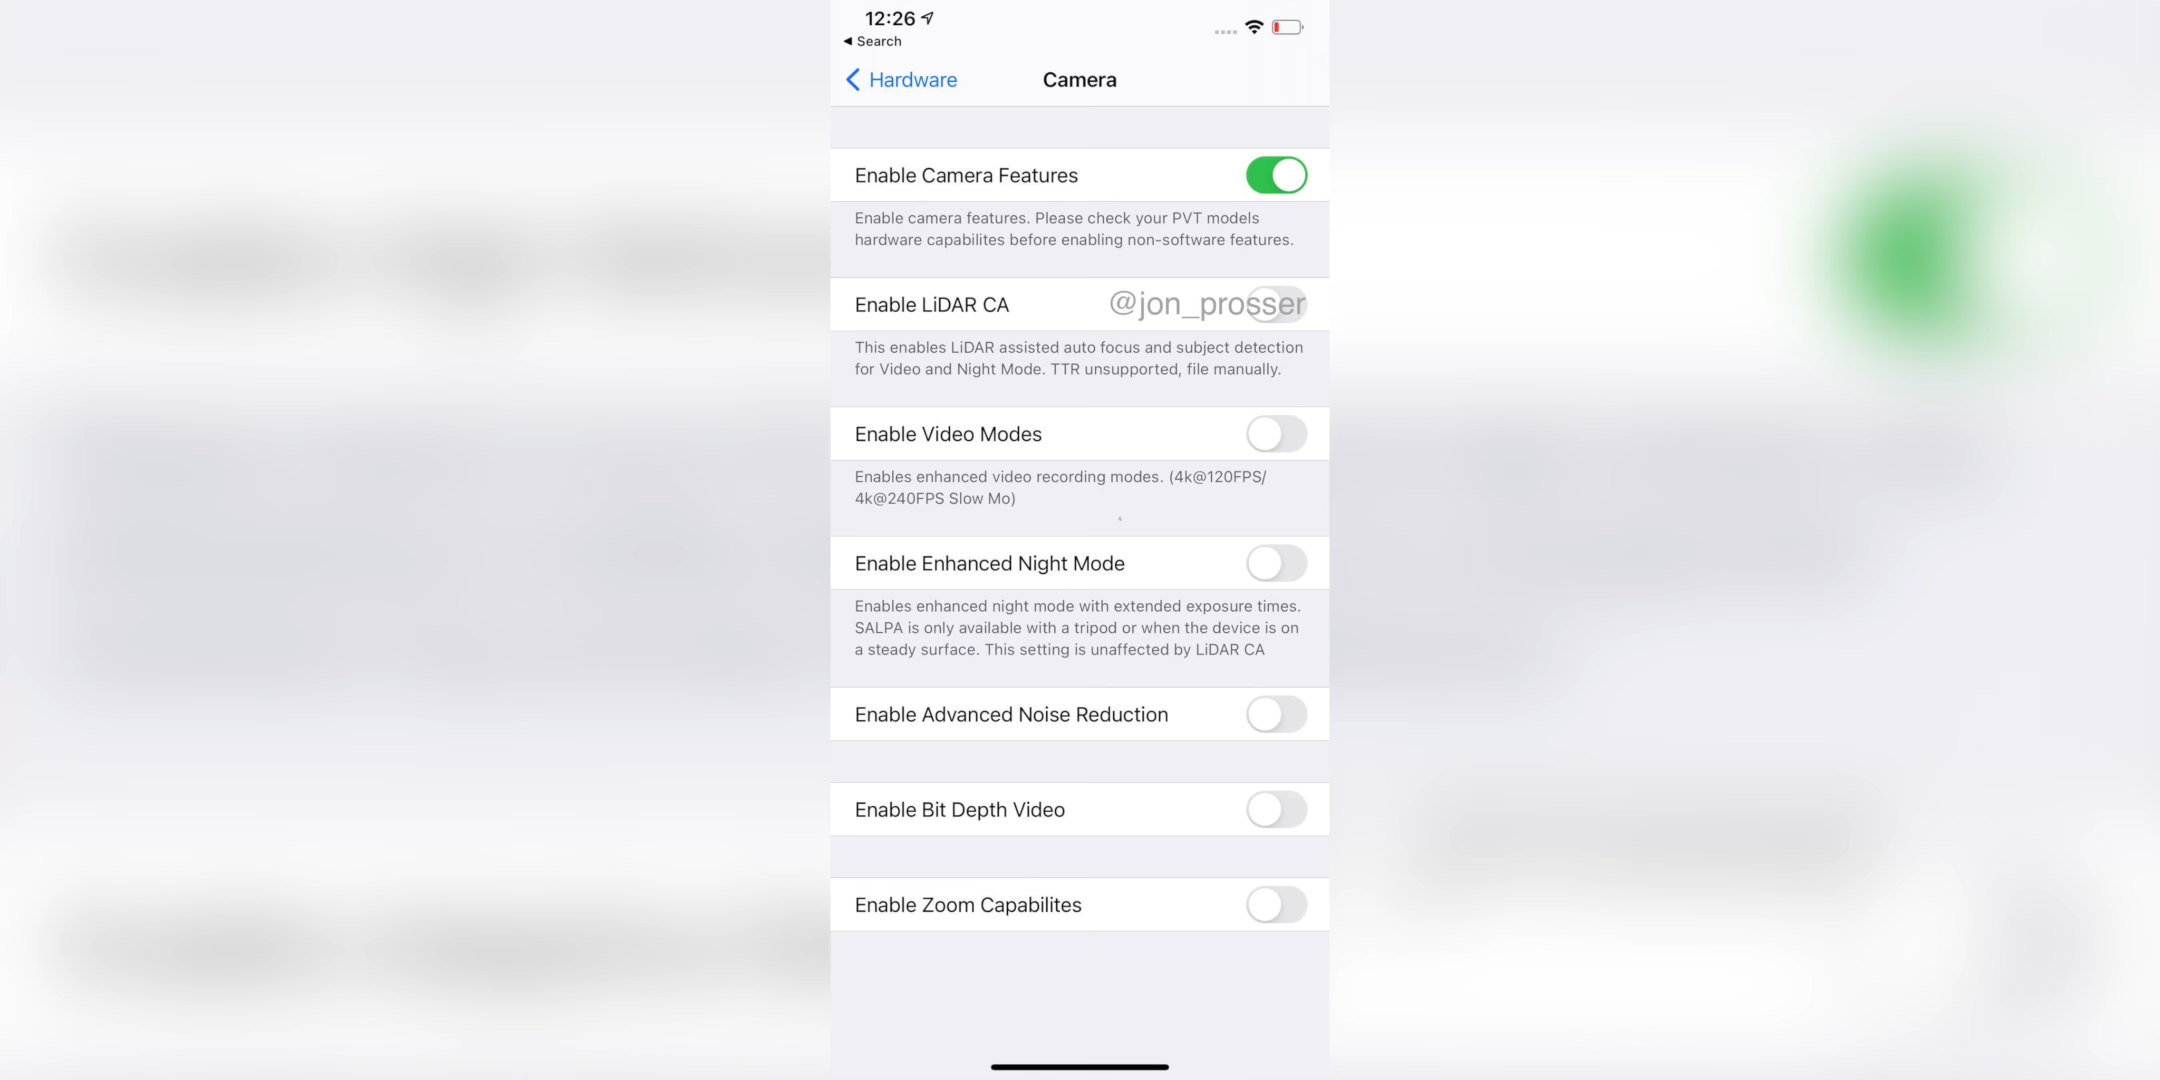 12:26
◀ Search
Hardware
Camera
Enable Camera Features
Enable camera features. Please check your PVT models
hardware capabilites before enabling non-software features.
Enable LiDAR CA
@jon_prosser
This enables LiDAR assisted auto focus and subject detection
for Video and Night Mode. TTR unsupported, file manually.
Enable Video Modes
Enables enhanced video recording modes. (4k@120FPS/
4k@240FPS Slow Mo)
Enable Enhanced Night Mode
Enables enhanced night mode with extended exposure times.
SALPA is only available with a tripod or when the device is on
a steady surface. This setting is unaffected by LiDAR CA
Enable Advanced Noise Reduction
Enable Bit Depth Video
Enable Zoom Capabilites